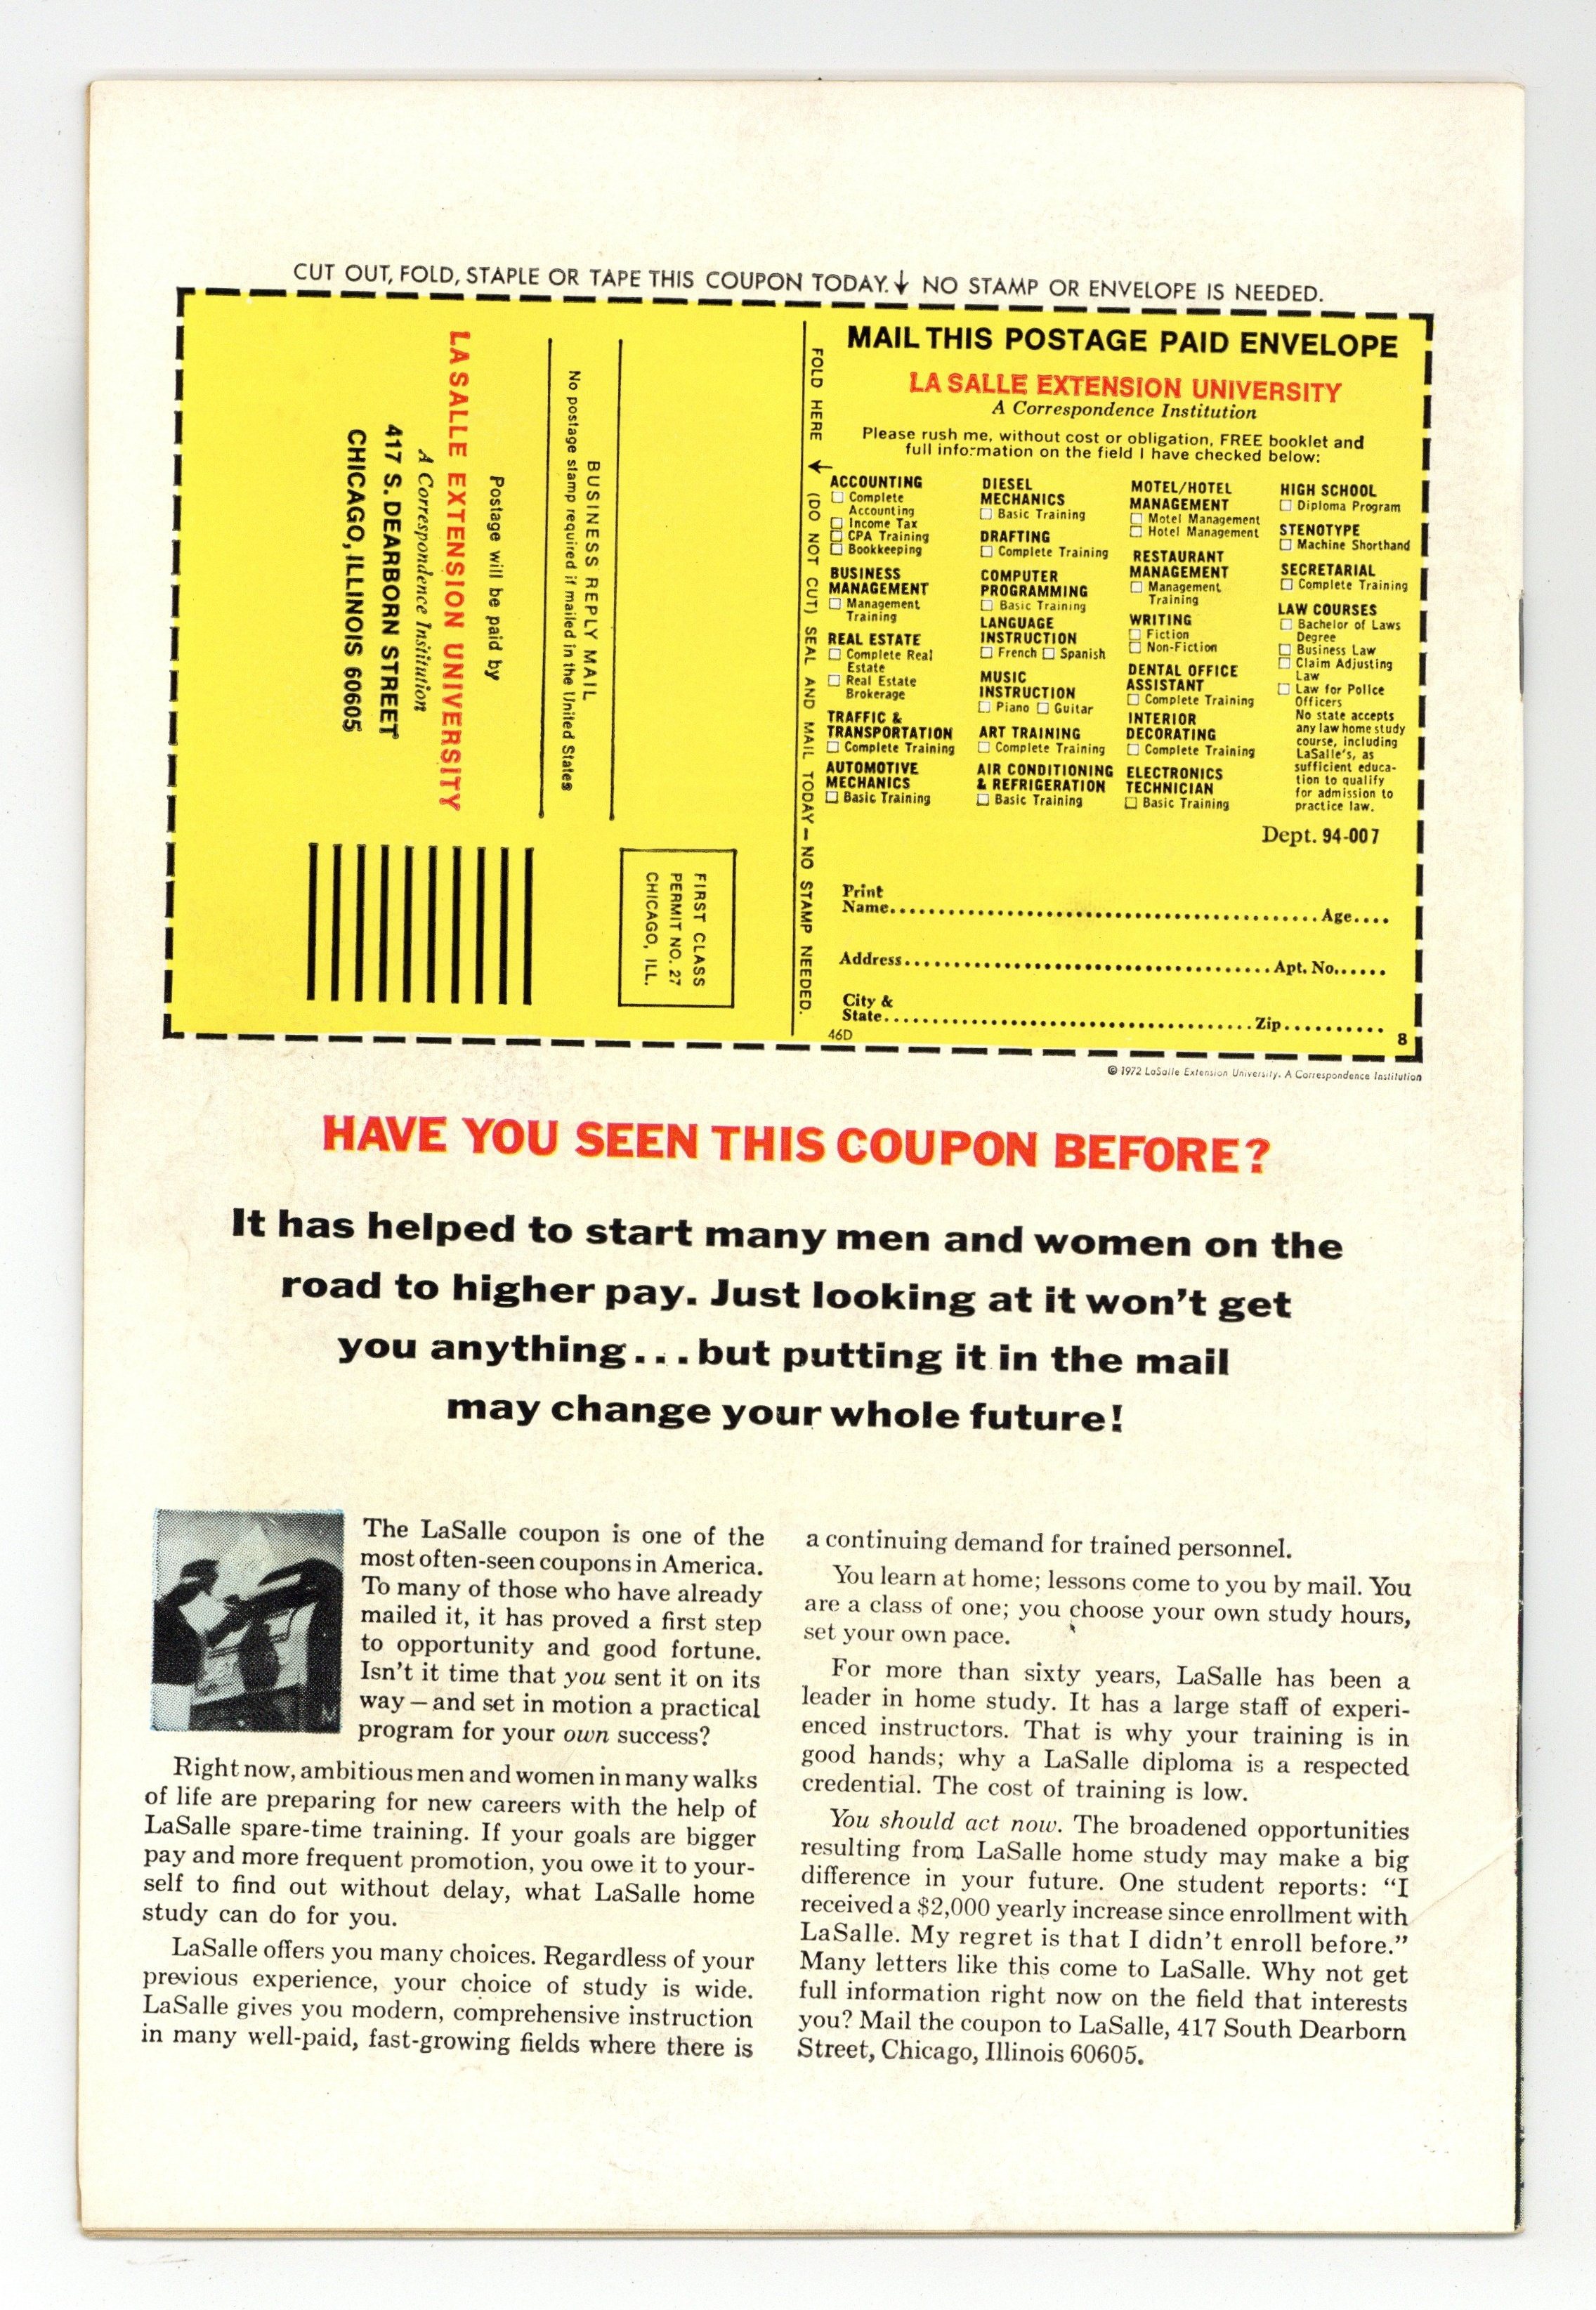 CUT OUT, FOLD, STAPLE OR TAPE THIS COUPON TODAY.↓ NO STAMP OR ENVELOPE IS NEEDED.
BUSINESS REPLY MAIL
No postage stamp required if mailed in the United States
Postage will be paid by
LA SALLE EXTENSION UNIVERSITY
A Correspondence Institution
417 S. DEARBORN STREET
CHICAGO, ILLINOIS 60605
FIRST CLASS
PERMIT NO. 27
CHICAGO, ILL.
FOLD HERE → (DO NOT CUT) SEAL AND MAIL TODAY — NO STAMP NEEDED.
MAIL THIS POSTAGE PAID ENVELOPE
LA SALLE EXTENSION UNIVERSITY
A Correspondence Institution
Please rush me, without cost or obligation, FREE booklet and
full information on the field I have checked below:
ACCOUNTING
☐ Complete
Accounting
☐ Income Tax
☐ CPA Training
☐ Bookkeeping
BUSINESS
MANAGEMENT
☐ Management
Training
REAL ESTATE
☐ Complete Real
Estate
☐ Real Estate
Brokerage
TRAFFIC &
TRANSPORTATION
☐ Complete Training
AUTOMOTIVE
MECHANICS
☐ Basic Training
DIESEL
MECHANICS
☐ Basic Training
DRAFTING
☐ Complete Training
COMPUTER
PROGRAMMING
☐ Basic Training
LANGUAGE
INSTRUCTION
☐ French ☐ Spanish
MUSIC
INSTRUCTION
☐ Piano ☐ Guitar
ART TRAINING
☐ Complete Training
AIR CONDITIONING
& REFRIGERATION
☐ Basic Training
MOTEL/HOTEL
MANAGEMENT
☐ Motel Management
☐ Hotel Management
RESTAURANT
MANAGEMENT
☐ Management
Training
WRITING
☐ Fiction
☐ Non-Fiction
DENTAL OFFICE
ASSISTANT
☐ Complete Training
INTERIOR
DECORATING
☐ Complete Training
ELECTRONICS
TECHNICIAN
☐ Basic Training
HIGH SCHOOL
☐ Diploma Program
STENOTYPE
☐ Machine Shorthand
SECRETARIAL
☐ Complete Training
LAW COURSES
☐ Bachelor of Laws
Degree
☐ Business Law
☐ Claim Adjusting
Law
☐ Law for Police
Officers
No state accepts
any law home study
course, including
LaSalle's, as
sufficient educa-
tion to qualify
for admission to
practice law.
Dept. 94-007
Print
Name.............................................Age....
Address......................................Apt. No......
City &
State......................................Zip..........
46D
8
© 1972 LaSalle Extension University. A Correspondence Institution
HAVE YOU SEEN THIS COUPON BEFORE?
It has helped to start many men and women on the
road to higher pay. Just looking at it won't get
you anything...but putting it in the mail
may change your whole future!
The LaSalle coupon is one of the
most often-seen coupons in America.
To many of those who have already
mailed it, it has proved a first step
to opportunity and good fortune.
Isn't it time that you sent it on its
way — and set in motion a practical
program for your own success?
Right now, ambitious men and women in many walks
of life are preparing for new careers with the help of
LaSalle spare-time training. If your goals are bigger
pay and more frequent promotion, you owe it to your-
self to find out without delay, what LaSalle home
study can do for you.
LaSalle offers you many choices. Regardless of your
previous experience, your choice of study is wide.
LaSalle gives you modern, comprehensive instruction
in many well-paid, fast-growing fields where there is
a continuing demand for trained personnel.
You learn at home; lessons come to you by mail. You
are a class of one; you choose your own study hours,
set your own pace.
For more than sixty years, LaSalle has been a
leader in home study. It has a large staff of experi-
enced instructors. That is why your training is in
good hands; why a LaSalle diploma is a respected
credential. The cost of training is low.
You should act now. The broadened opportunities
resulting from LaSalle home study may make a big
difference in your future. One student reports: "I
received a $2,000 yearly increase since enrollment with
LaSalle. My regret is that I didn't enroll before."
Many letters like this come to LaSalle. Why not get
full information right now on the field that interests
you? Mail the coupon to LaSalle, 417 South Dearborn
Street, Chicago, Illinois 60605.